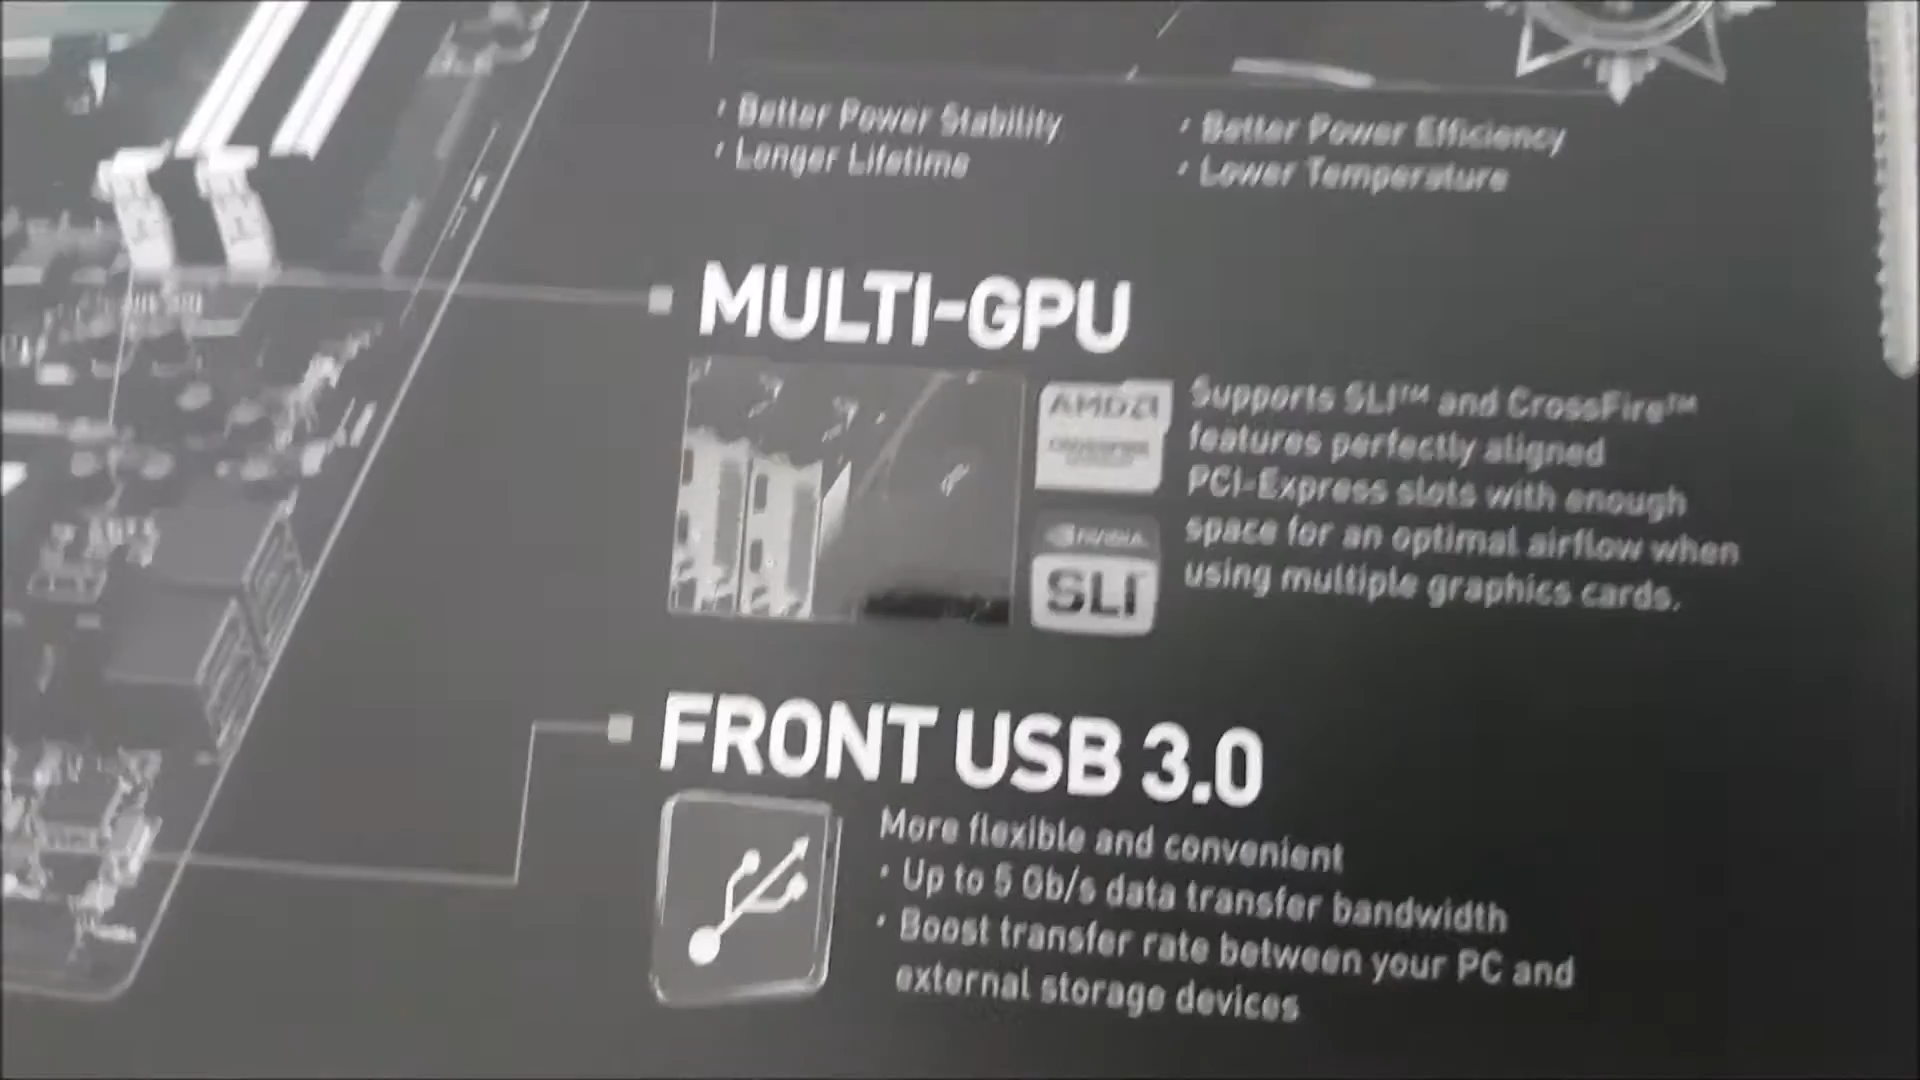 · Better Power Stability
· Longer Lifetime
· Better Power Efficiency
· Lower Temperature
MULTI-GPU
AMD
CROSSFIRE
NVIDIA
SLI
Supports SLI™ and CrossFire™
features perfectly aligned
PCI-Express slots with enough
space for an optimal airflow when
using multiple graphics cards.
FRONT USB 3.0
More flexible and convenient
· Up to 5 Gb/s data transfer bandwidth
· Boost transfer rate between your PC and
external storage devices